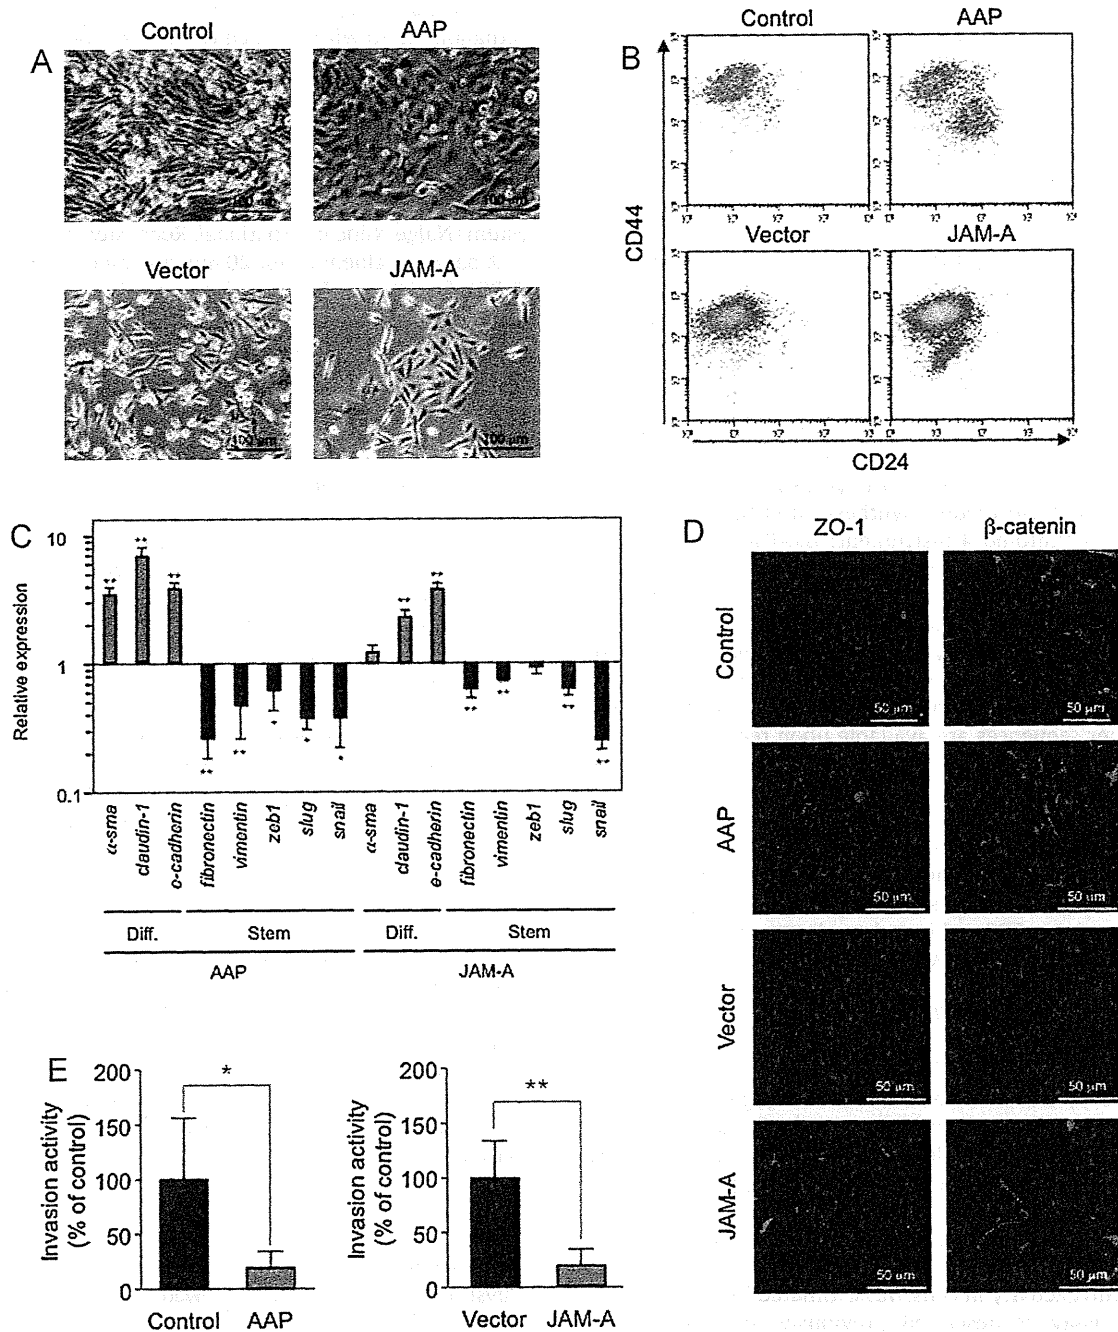 A
Control
AAP
100 µm
100 µm
Vector
JAM-A
100 µm
100 µm
B
Control
AAP
Vector
JAM-A
CD44
CD24
C
Relative expression
10
1
0.1
**
**
**
**
**
*
*
*
**
**
**
**
**
**
α-sma
claudin-1
e-cadherin
fibronectin
vimentin
zeb1
slug
snail
α-sma
claudin-1
e-cadherin
fibronectin
vimentin
zeb1
slug
snail
Diff.
Stem
Diff.
Stem
AAP
JAM-A
D
ZO-1
β-catenin
Control
50 µm
50 µm
AAP
50 µm
50 µm
Vector
50 µm
50 µm
JAM-A
50 µm
50 µm
E
Invasion activity
(% of control)
200
150
100
50
0
*
Control
AAP
Invasion activity
(% of control)
200
150
100
50
0
**
Vector
JAM-A